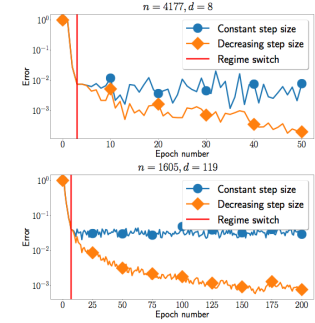 n = 4177, d = 8
10⁰
10⁻¹
10⁻²
10⁻³
Error
Constant step size
Decreasing step size
Regime switch
0 10 20 30 40 50
Epoch number
n = 1605, d = 119
10⁰
10⁻¹
10⁻²
10⁻³
Error
Constant step size
Decreasing step size
Regime switch
0 25 50 75 100 125 150 175 200
Epoch number